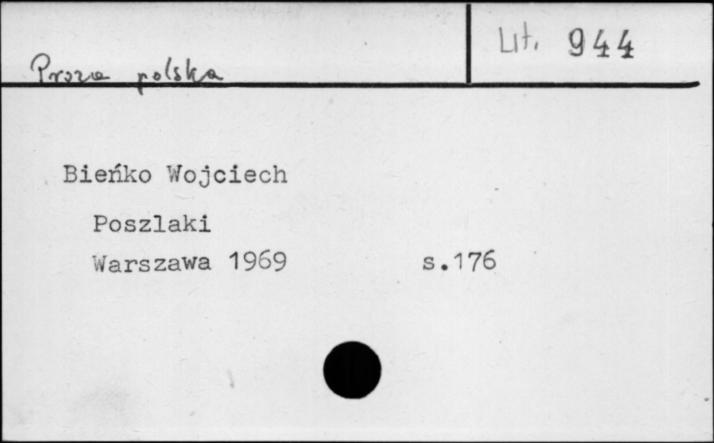 Lit. 944
Proza polska
Bieńko Wojciech
Poszlaki
Warszawa 1969 s.176